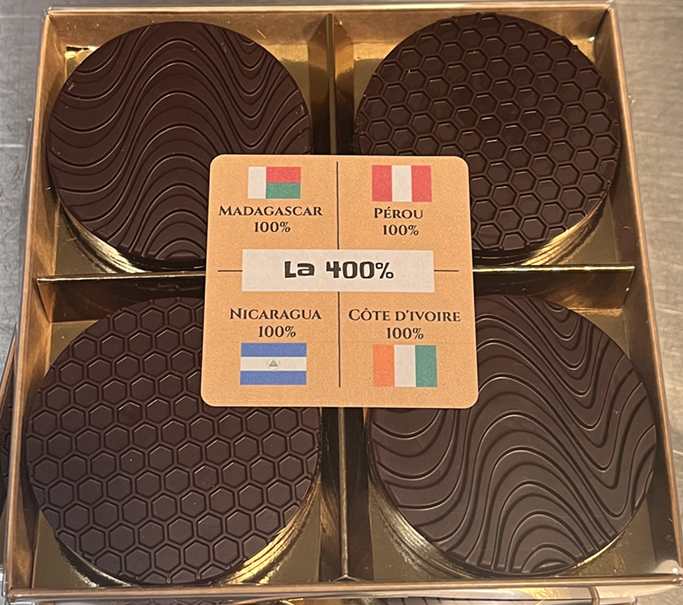 MADAGASCAR
100%
PÉROU
100%
La 400%
NICARAGUA
100%
CÔTE D'IVOIRE
100%